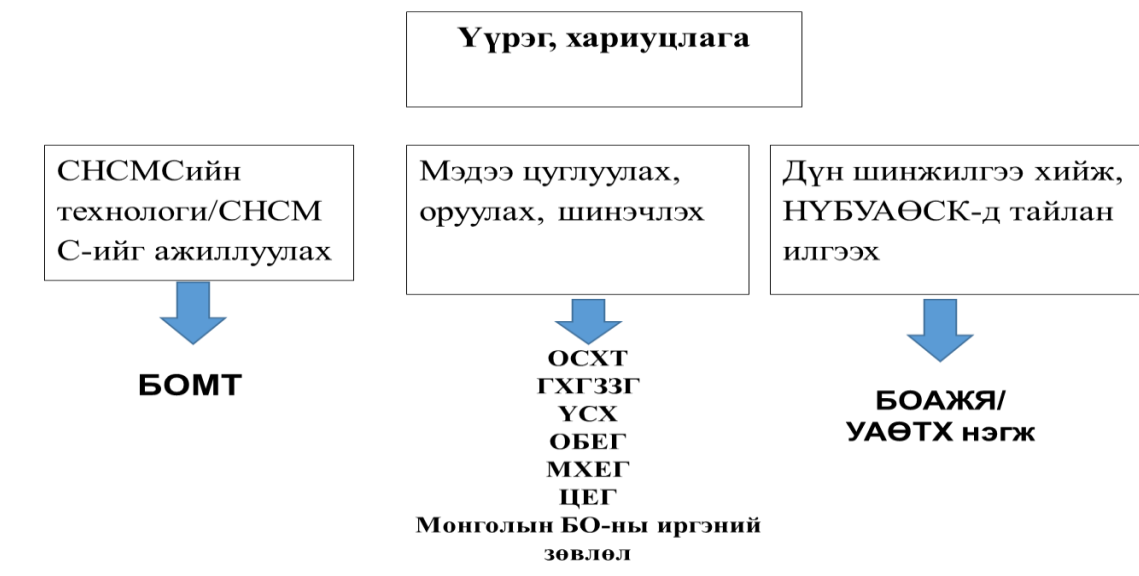 Үүрэг, хариуцлага
СНСМСийн
технологи/СНСМ
С-ийг ажиллуулах
БОМТ
Мэдээ цуглуулах,
оруулах, шинэчлэх
ОСХТ
ГХГЗЗГ
ҮСХ
ОБЕГ
МХЕГ
ЦЕГ
Монголын БО-ны иргэний
зөвлөл
Дүн шинжилгээ хийж,
НҮБУАӨСК-д тайлан
илгээх
БОАЖЯ/
УАӨТХ нэгж